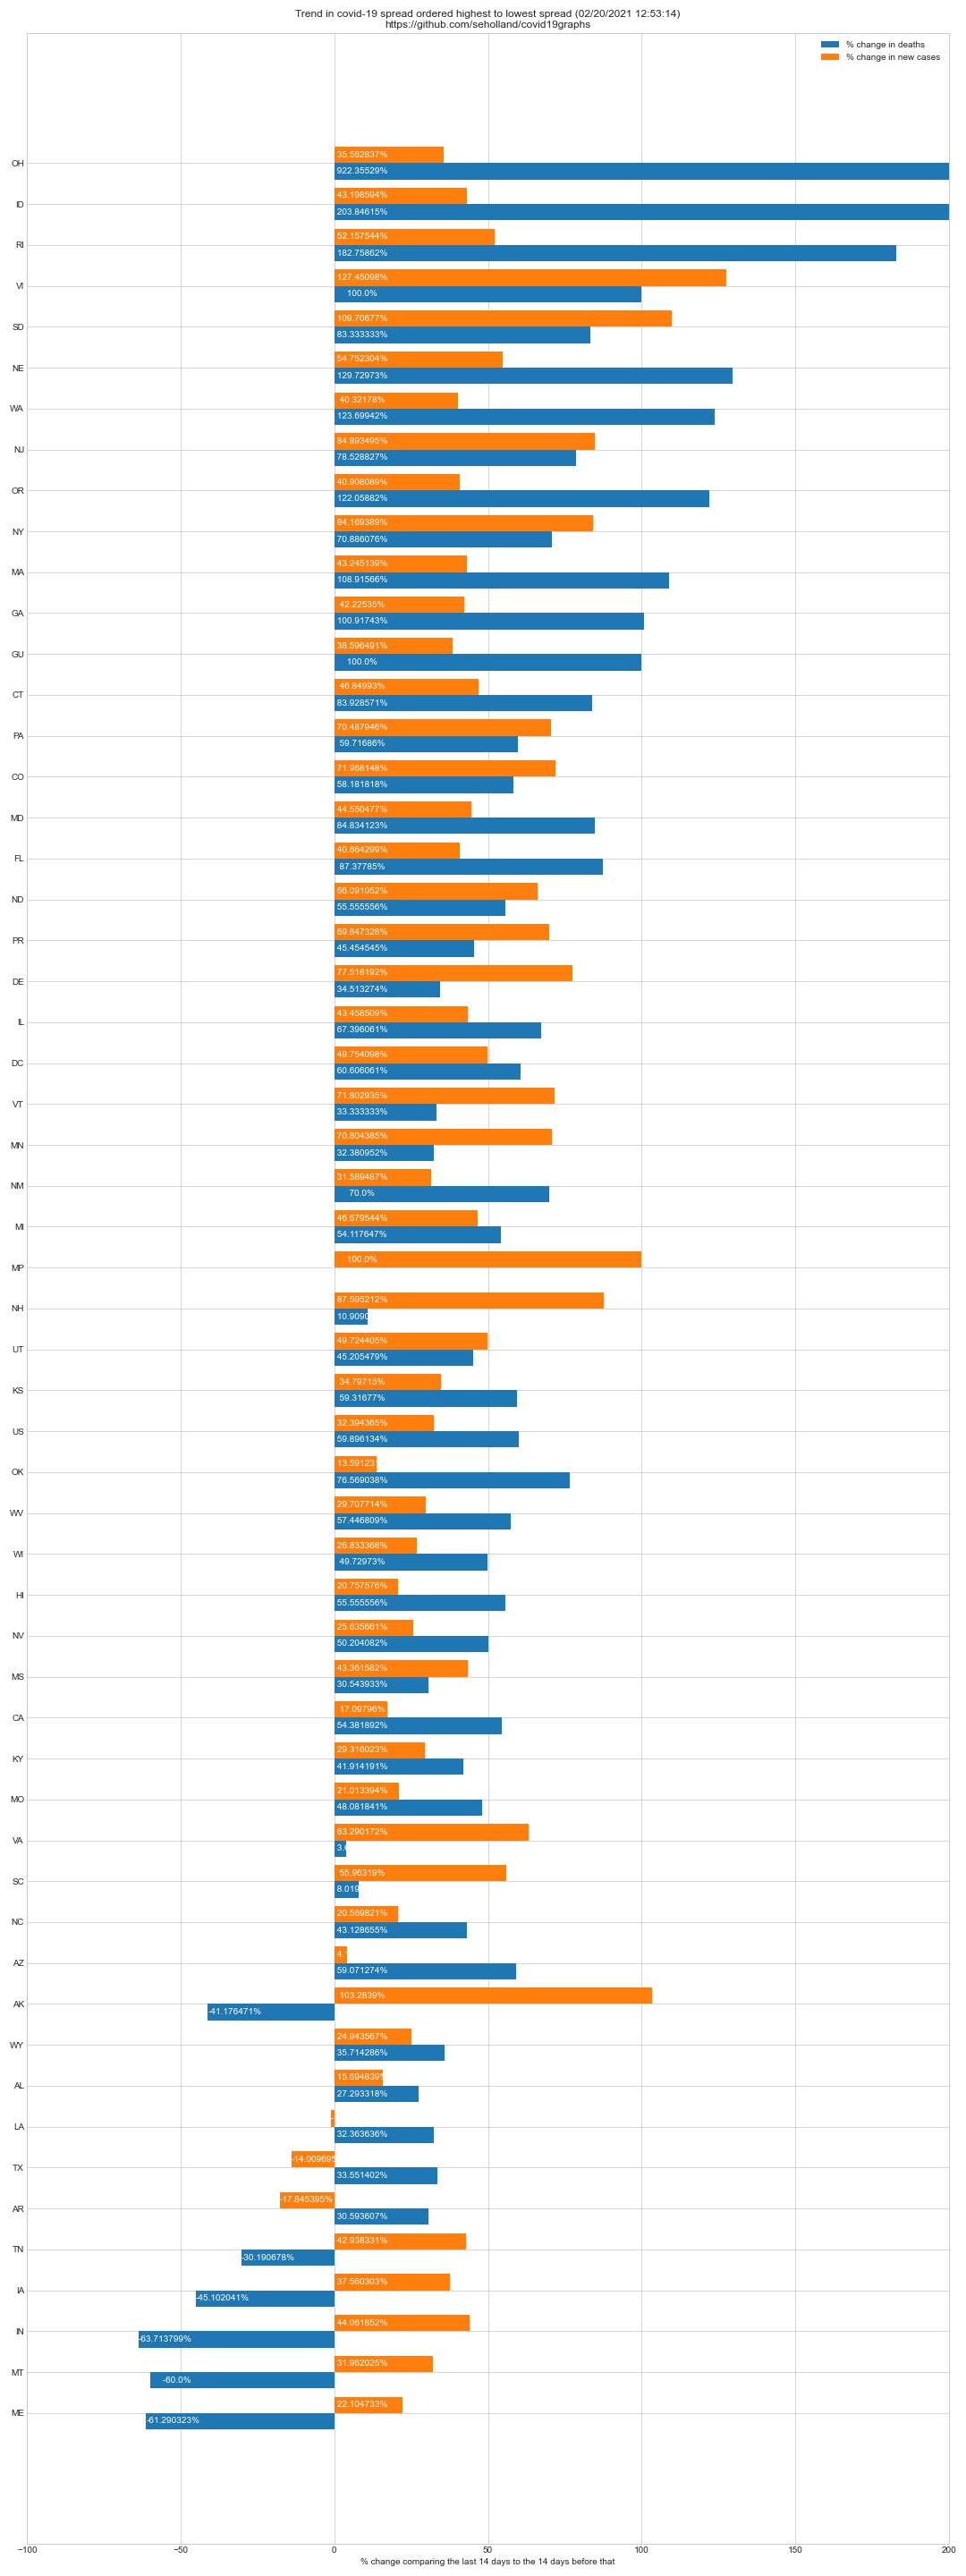 Trend in covid-19 spread ordered highest to lowest spread (02/20/2021 12:53:14)
https://github.com/seholland/covid19graphs
% change in deaths
% change in new cases
35.562837%
OH
922.35529%
43.198594%
ID
203.84615%
52.157544%
RI
182.75862%
127.45098%
VI
100.0%
109.70677%
SD
83.333333%
54.752304%
NE
129.72973%
40.32178%
WA
123.69942%
84.893495%
NJ
78.528827%
40.908089%
OR
122.05882%
84.169389%
NY
70.886076%
43.245139%
MA
108.91566%
42.22535%
GA
100.91743%
38.596491%
GU
100.0%
46.84993%
CT
83.928571%
70.487946%
PA
59.71686%
71.968148%
CO
58.181818%
44.550477%
MD
84.834123%
40.664299%
FL
87.37785%
66.091052%
ND
55.555556%
69.847328%
PR
45.454545%
77.518192%
DE
34.513274%
43.458509%
IL
67.396061%
49.754098%
DC
60.606061%
71.802935%
VT
33.333333%
70.804385%
MN
32.380952%
31.589487%
NM
70.0%
46.679544%
MI
54.117647%
100.0%
MP
87.595212%
NH
10.909
49.724405%
UT
45.205479%
34.79715%
KS
59.31677%
32.394365%
US
59.896134%
13.59123
OK
76.569038%
29.707714%
WV
57.446809%
26.833368%
WI
49.72973%
20.757576%
HI
55.555556%
25.635661%
NV
50.204082%
43.361582%
MS
30.543933%
17.09796%
CA
54.381892%
29.316023%
KY
41.914191%
21.013394%
MO
48.081841%
63.290172%
VA
3.
55.96319%
SC
8.019
20.569821%
NC
43.128655%
4.
AZ
59.071274%
103.2839%
AK
-41.176471%
24.943567%
WY
35.714286%
15.694839%
AL
27.293318%
LA
32.363636%
-14.009695
TX
33.551402%
-17.845395%
AR
30.593607%
42.938331%
TN
-30.190678%
37.560303%
IA
-45.102041%
44.061852%
IN
-63.713799%
31.962025%
MT
-60.0%
22.104733%
ME
-61.290323%
−100 −50 0 50 100 150 200
% change comparing the last 14 days to the 14 days before that